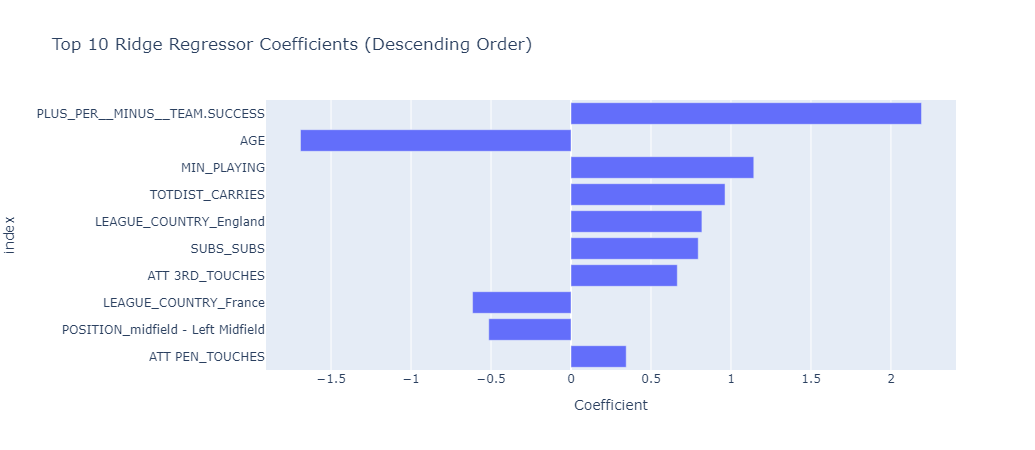 Top 10 Ridge Regressor Coefficients (Descending Order)
PLUS_PER__MINUS__TEAM.SUCCESS
AGE
MIN_PLAYING
TOTDIST_CARRIES
LEAGUE_COUNTRY_England
SUBS_SUBS
ATT 3RD_TOUCHES
LEAGUE_COUNTRY_France
POSITION_midfield - Left Midfield
ATT PEN_TOUCHES
index
−1.5 −1 −0.5 0 0.5 1 1.5 2
Coefficient